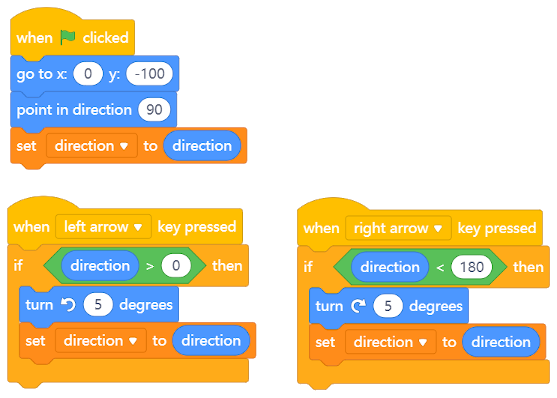 when clicked
go to x: 0 y: -100
point in direction 90
set direction to direction
when left arrow key pressed
if direction > 0 then
turn 5 degrees
set direction to direction
when right arrow key pressed
if direction < 180 then
turn 5 degrees
set direction to direction